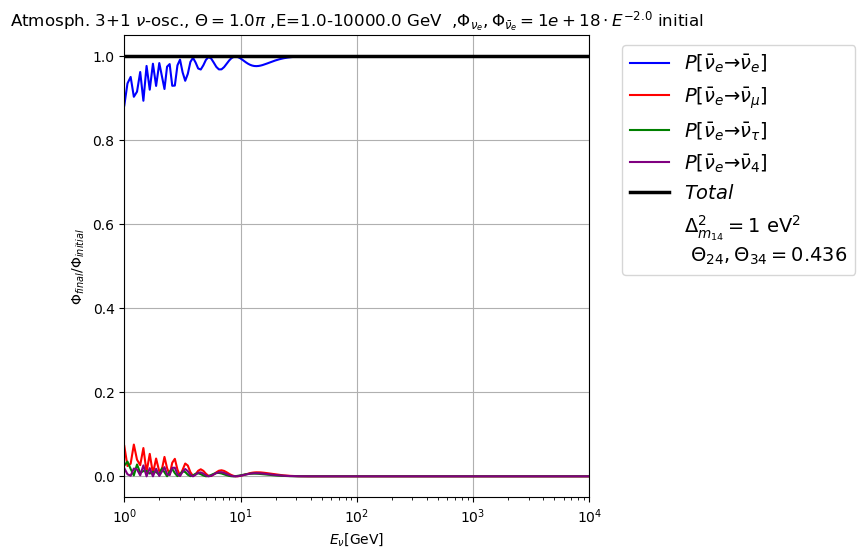 Atmosph. 3+1 ν-osc., Θ = 1.0π ,E=1.0-10000.0 GeV  ,Φ_{ν_e}, Φ_{ν̄_e} = 1e + 18 · E^{−2.0} initial
1.0
0.8
0.6
0.4
0.2
0.0
Φ_{final}/Φ_{initial}
10^0
10^1
10^2
10^3
10^4
E_ν[GeV]
P[ν̄_e→ν̄_e]
P[ν̄_e→ν̄_μ]
P[ν̄_e→ν̄_τ]
P[ν̄_e→ν̄_4]
Total
Δ^2_{m_{14}} = 1 eV^2
Θ_{24}, Θ_{34} = 0.436